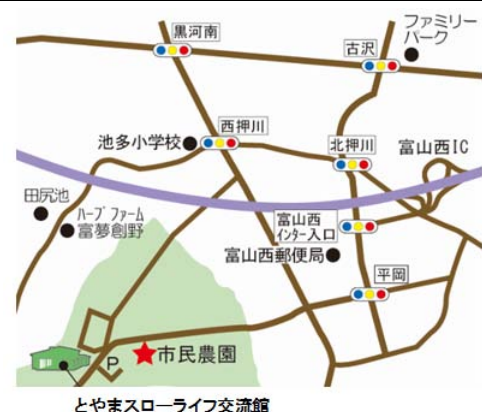 ファミリー
パーク
黒河南
古沢
西押川
池多小学校
北押川
富山西IC
田尻池
ハーブファーム
富夢創野
富山西
インター入口
富山西郵便局
平岡
市民農園
P
とやまスローライフ交流館